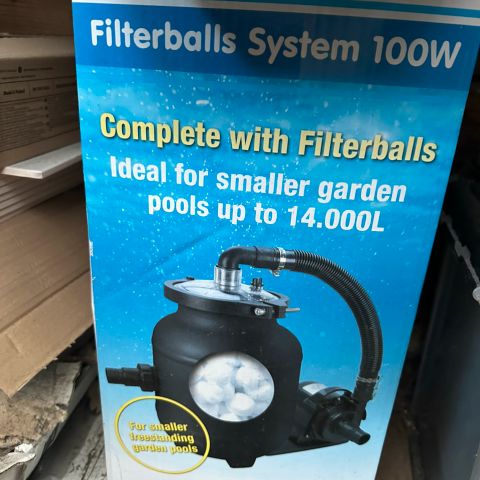 Filterballs System 100W
Complete with Filterballs
Ideal for smaller garden
pools up to 14.000L
For smaller
freestanding
garden pools